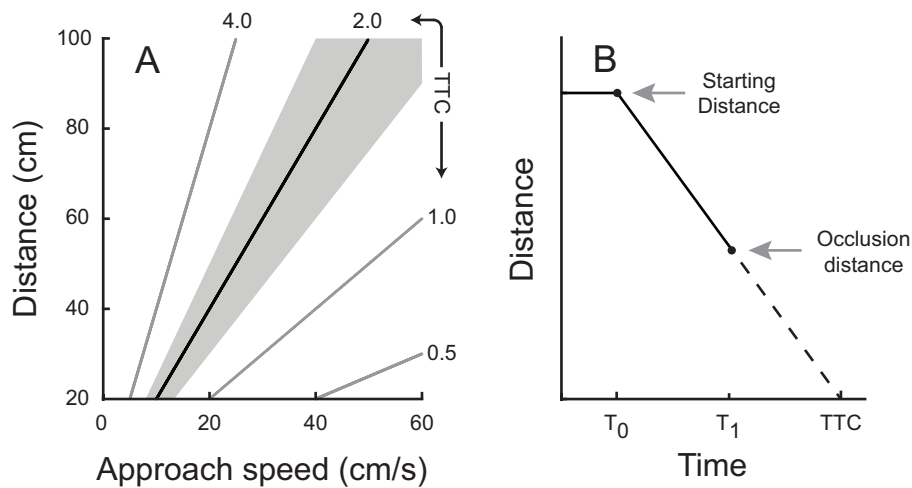 4.0
2.0
100
A
TTC
80
60
40
20
Distance (cm)
1.0
0.5
0
20
40
60
Approach speed (cm/s)
B
Starting
Distance
Occlusion
distance
Distance
T0
T1
TTC
Time